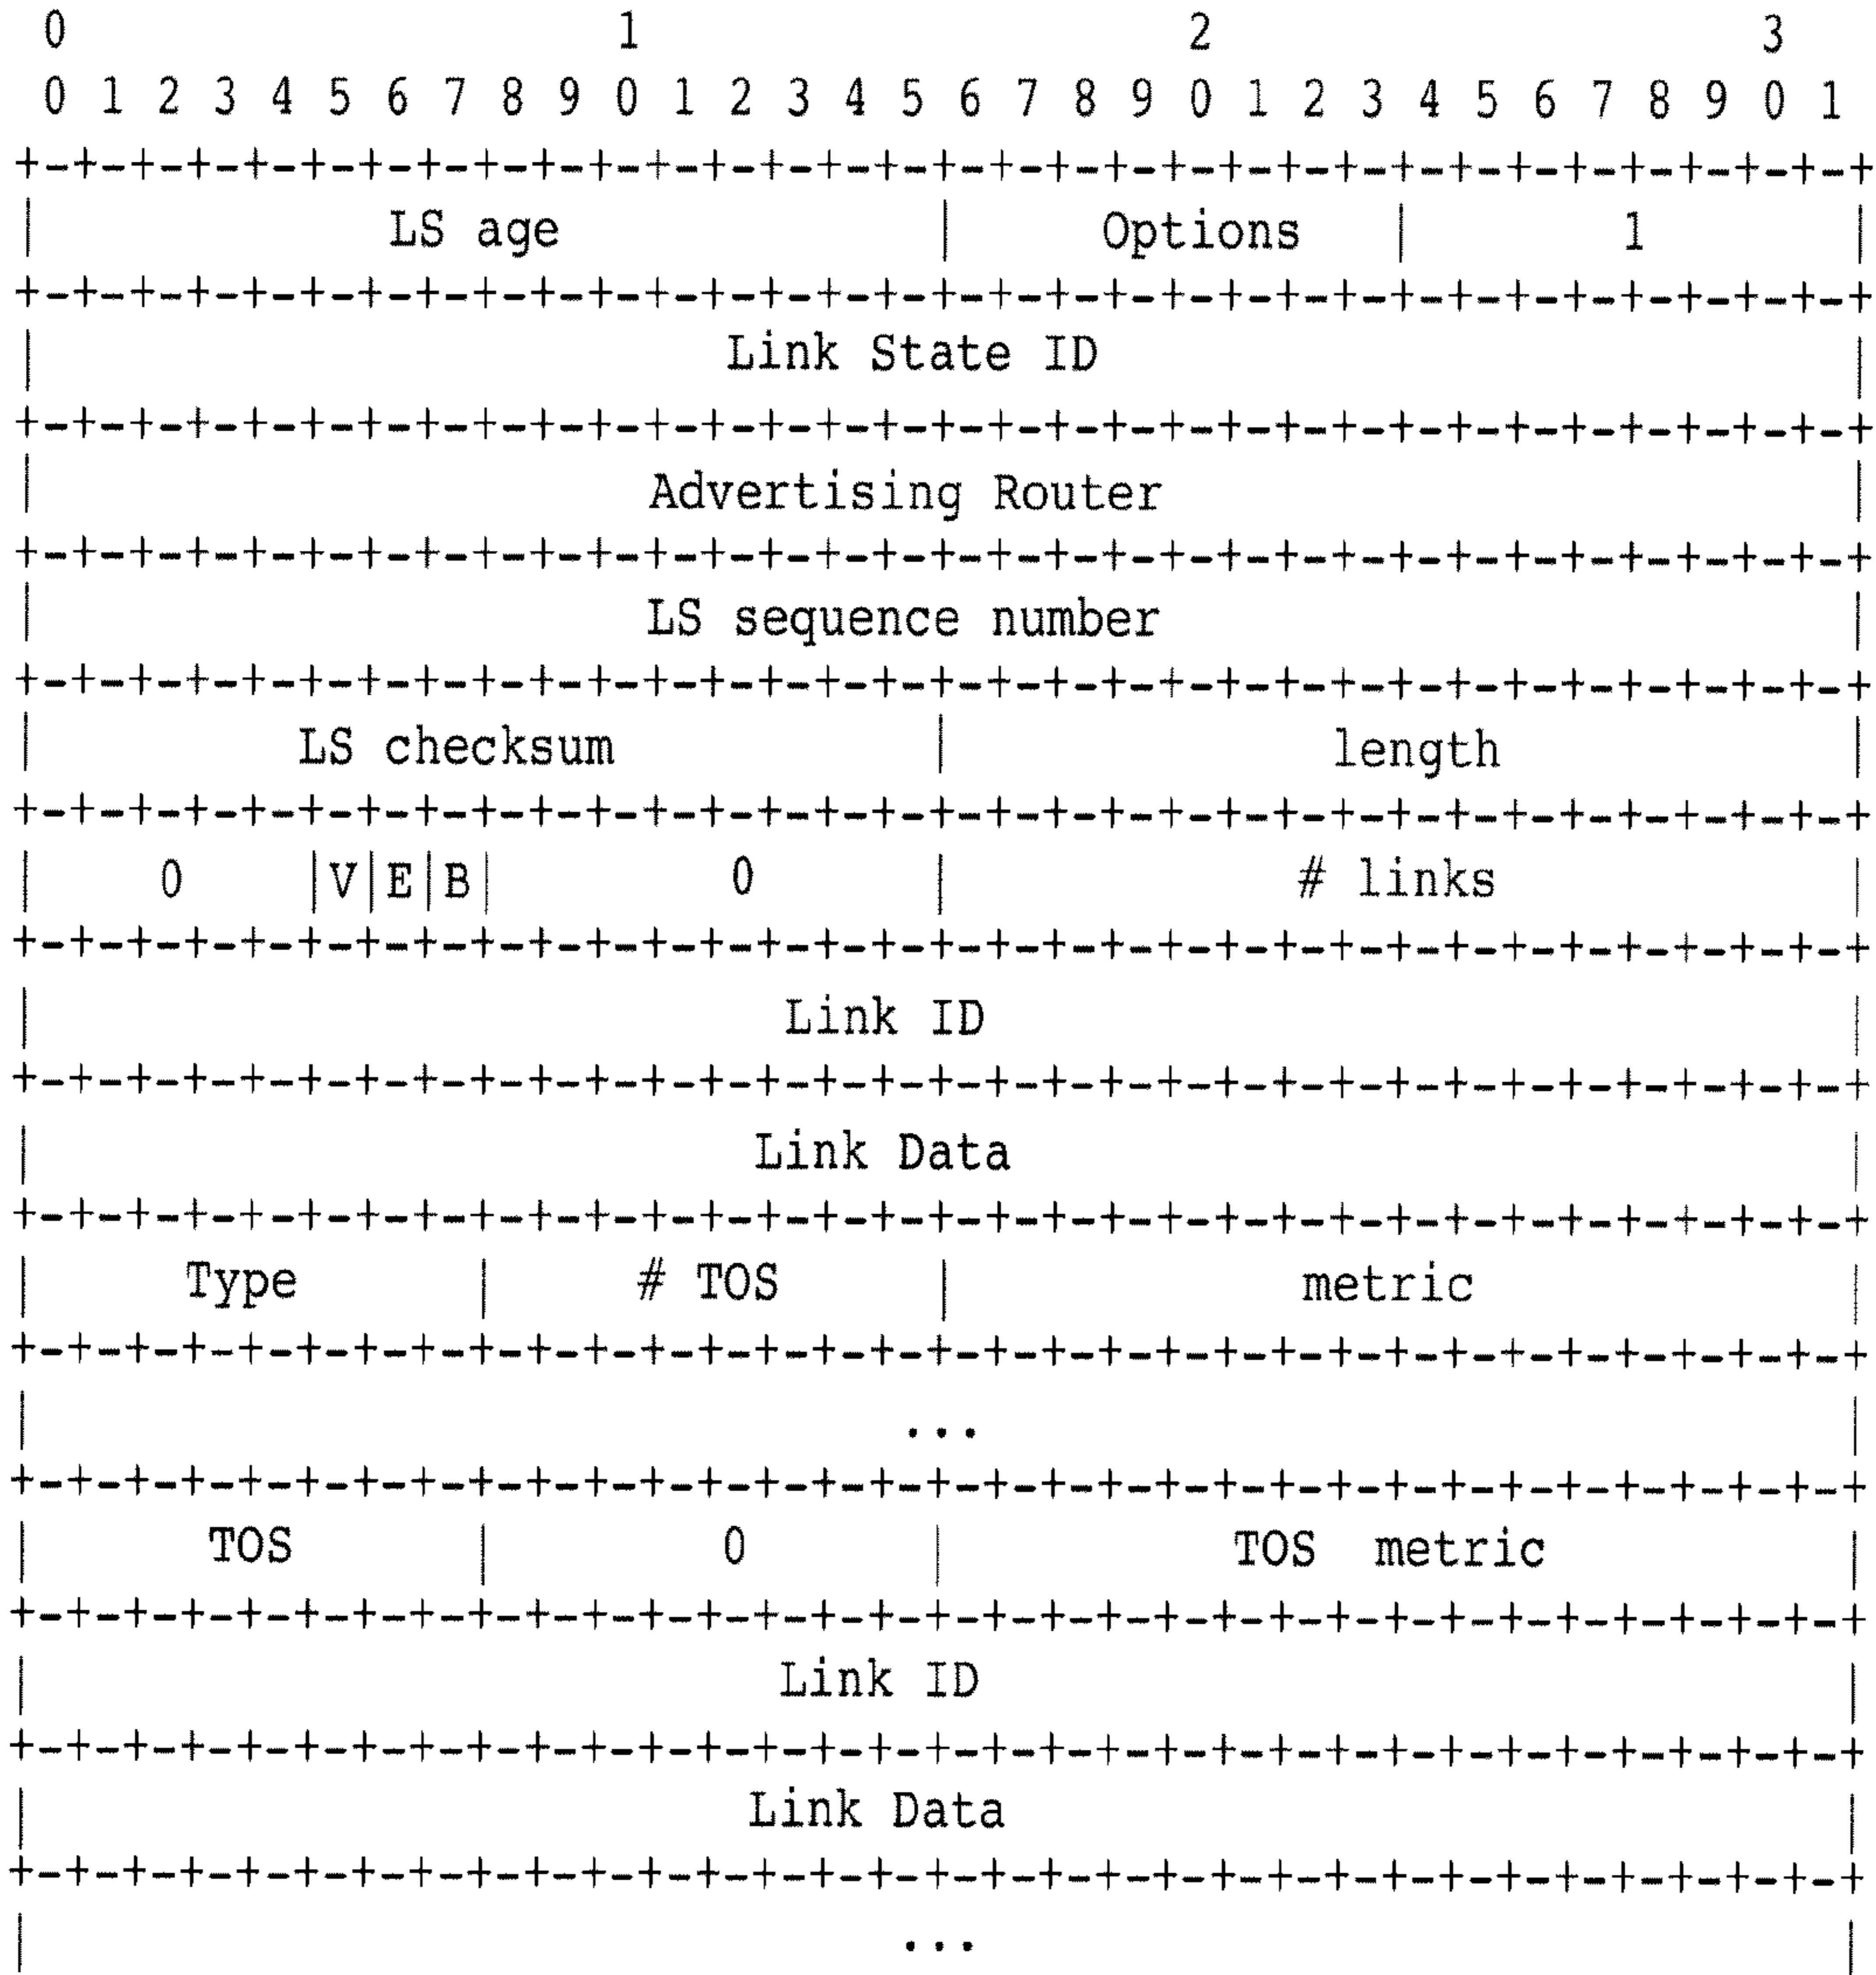 0 1 2 3
0 1 2 3 4 5 6 7 8 9 0 1 2 3 4 5 6 7 8 9 0 1 2 3 4 5 6 7 8 9 0 1
+-+-+-+-+-+-+-+-+-+-+-+-+-+-+-+-+-+-+-+-+-+-+-+-+-+-+-+-+-+-+-+-+
| LS age | Options | 1 |
+-+-+-+-+-+-+-+-+-+-+-+-+-+-+-+-+-+-+-+-+-+-+-+-+-+-+-+-+-+-+-+-+
| Link State ID |
+-+-+-+-+-+-+-+-+-+-+-+-+-+-+-+-+-+-+-+-+-+-+-+-+-+-+-+-+-+-+-+-+
| Advertising Router |
+-+-+-+-+-+-+-+-+-+-+-+-+-+-+-+-+-+-+-+-+-+-+-+-+-+-+-+-+-+-+-+-+
| LS sequence number |
+-+-+-+-+-+-+-+-+-+-+-+-+-+-+-+-+-+-+-+-+-+-+-+-+-+-+-+-+-+-+-+-+
| LS checksum | length |
+-+-+-+-+-+-+-+-+-+-+-+-+-+-+-+-+-+-+-+-+-+-+-+-+-+-+-+-+-+-+-+-+
| 0 |V|E|B| 0 | # links |
+-+-+-+-+-+-+-+-+-+-+-+-+-+-+-+-+-+-+-+-+-+-+-+-+-+-+-+-+-+-+-+-+
| Link ID |
+-+-+-+-+-+-+-+-+-+-+-+-+-+-+-+-+-+-+-+-+-+-+-+-+-+-+-+-+-+-+-+-+
| Link Data |
+-+-+-+-+-+-+-+-+-+-+-+-+-+-+-+-+-+-+-+-+-+-+-+-+-+-+-+-+-+-+-+-+
| Type | # TOS | metric |
+-+-+-+-+-+-+-+-+-+-+-+-+-+-+-+-+-+-+-+-+-+-+-+-+-+-+-+-+-+-+-+-+
| ... |
+-+-+-+-+-+-+-+-+-+-+-+-+-+-+-+-+-+-+-+-+-+-+-+-+-+-+-+-+-+-+-+-+
| TOS | 0 | TOS metric |
+-+-+-+-+-+-+-+-+-+-+-+-+-+-+-+-+-+-+-+-+-+-+-+-+-+-+-+-+-+-+-+-+
| Link ID |
+-+-+-+-+-+-+-+-+-+-+-+-+-+-+-+-+-+-+-+-+-+-+-+-+-+-+-+-+-+-+-+-+
| Link Data |
+-+-+-+-+-+-+-+-+-+-+-+-+-+-+-+-+-+-+-+-+-+-+-+-+-+-+-+-+-+-+-+-+
| ... |